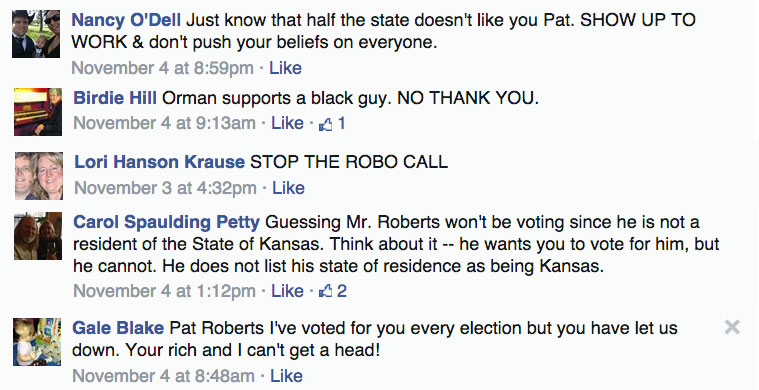 Nancy O'Dell Just know that half the state doesn't like you Pat. SHOW UP TO
WORK & don't push your beliefs on everyone.
November 4 at 8:59pm · Like
Birdie Hill Orman supports a black guy. NO THANK YOU.
November 4 at 9:13am · Like · 1
Lori Hanson Krause STOP THE ROBO CALL
November 3 at 4:32pm · Like
Carol Spaulding Petty Guessing Mr. Roberts won't be voting since he is not a
resident of the State of Kansas. Think about it -- he wants you to vote for him, but
he cannot. He does not list his state of residence as being Kansas.
November 4 at 1:12pm · Like · 2
Gale Blake Pat Roberts I've voted for you every election but you have let us
down. Your rich and I can't get a head!
November 4 at 8:48am · Like